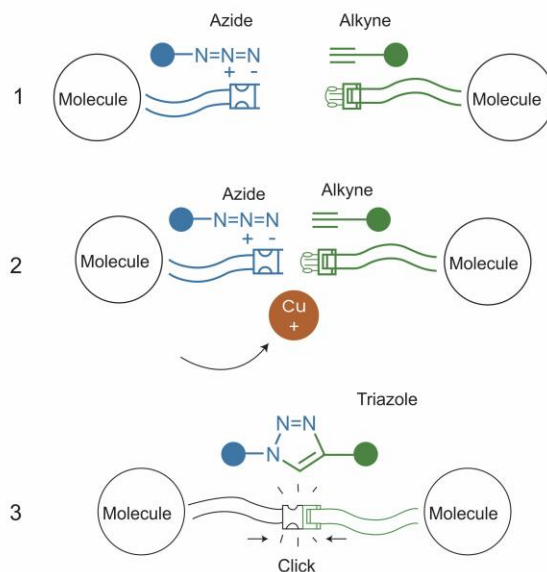 Azide
Alkyne
N=N=N
+ -
1
Molecule
Molecule
Azide
Alkyne
N=N=N
+ -
2
Molecule
Molecule
Cu
+
Triazole
N=N
N
3
Molecule
Molecule
Click